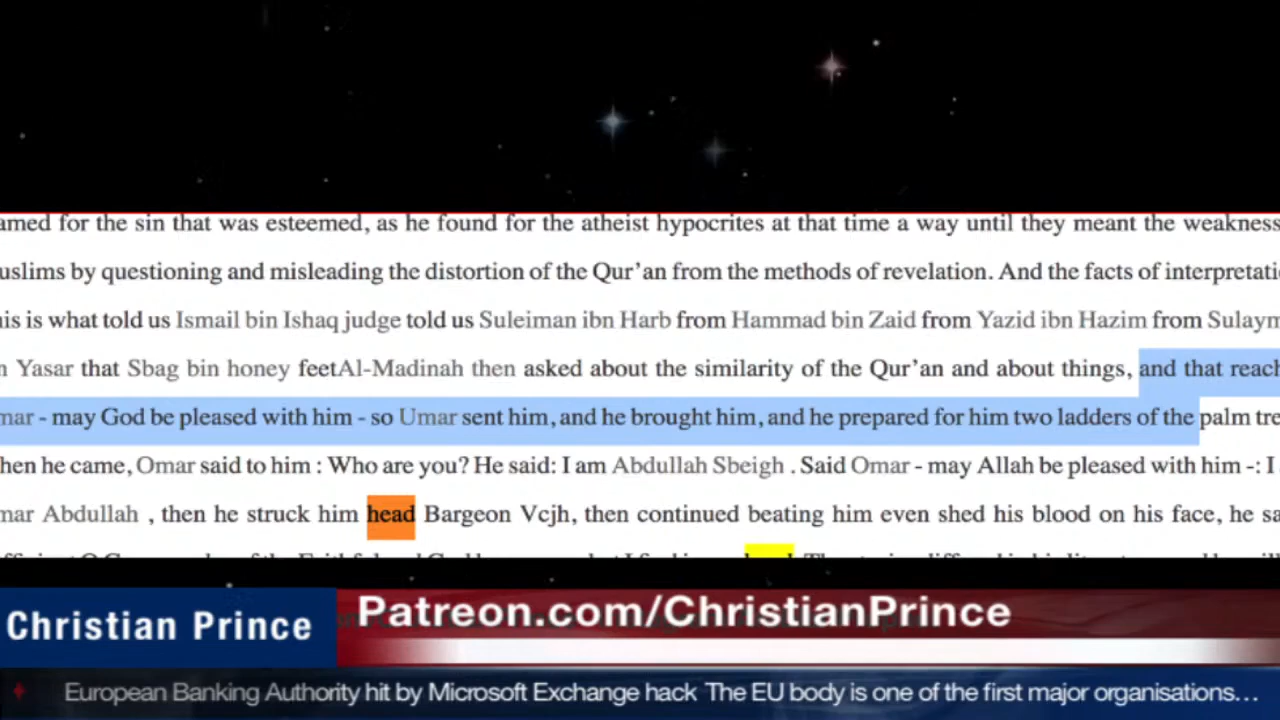 amed for the sin that was esteemed, as he found for the atheist hypocrites at that time a way until they meant the weakness
uslims by questioning and misleading the distortion of the Qur'an from the methods of revelation. And the facts of interpretati
is is what told us Ismail bin Ishaq judge told us Suleiman ibn Harb from Hammad bin Zaid from Yazid ibn Hazim from Sulaym
n Yasar that Sbag bin honey feetAl-Madinah then asked about the similarity of the Qur'an and about things, and that reach
mar - may God be pleased with him - so Umar sent him, and he brought him, and he prepared for him two ladders of the palm tre
hen he came, Omar said to him : Who are you? He said: I am Abdullah Sbeigh . Said Omar - may Allah be pleased with him -: I
mar Abdullah , then he struck him head Bargeon Vcjh, then continued beating him even shed his blood on his face, he sa
Christian Prince
Patreon.com/ChristianPrince
European Banking Authority hit by Microsoft Exchange hack The EU body is one of the first major organisations…